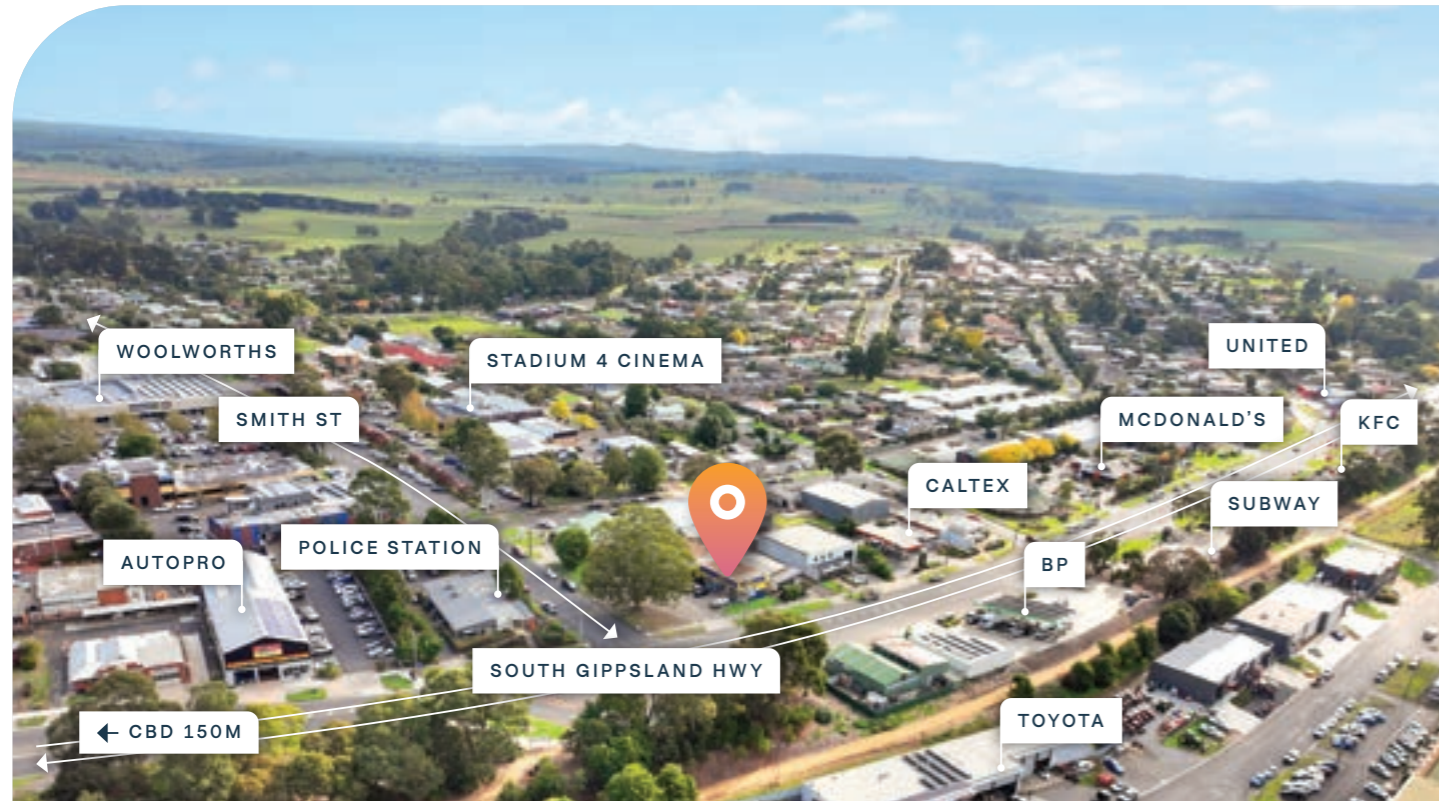 WOOLWORTHS
STADIUM 4 CINEMA
UNITED
SMITH ST
MCDONALD'S
KFC
CALTEX
SUBWAY
POLICE STATION
AUTOPRO
BP
SOUTH GIPPSLAND HWY
← CBD 150M
TOYOTA